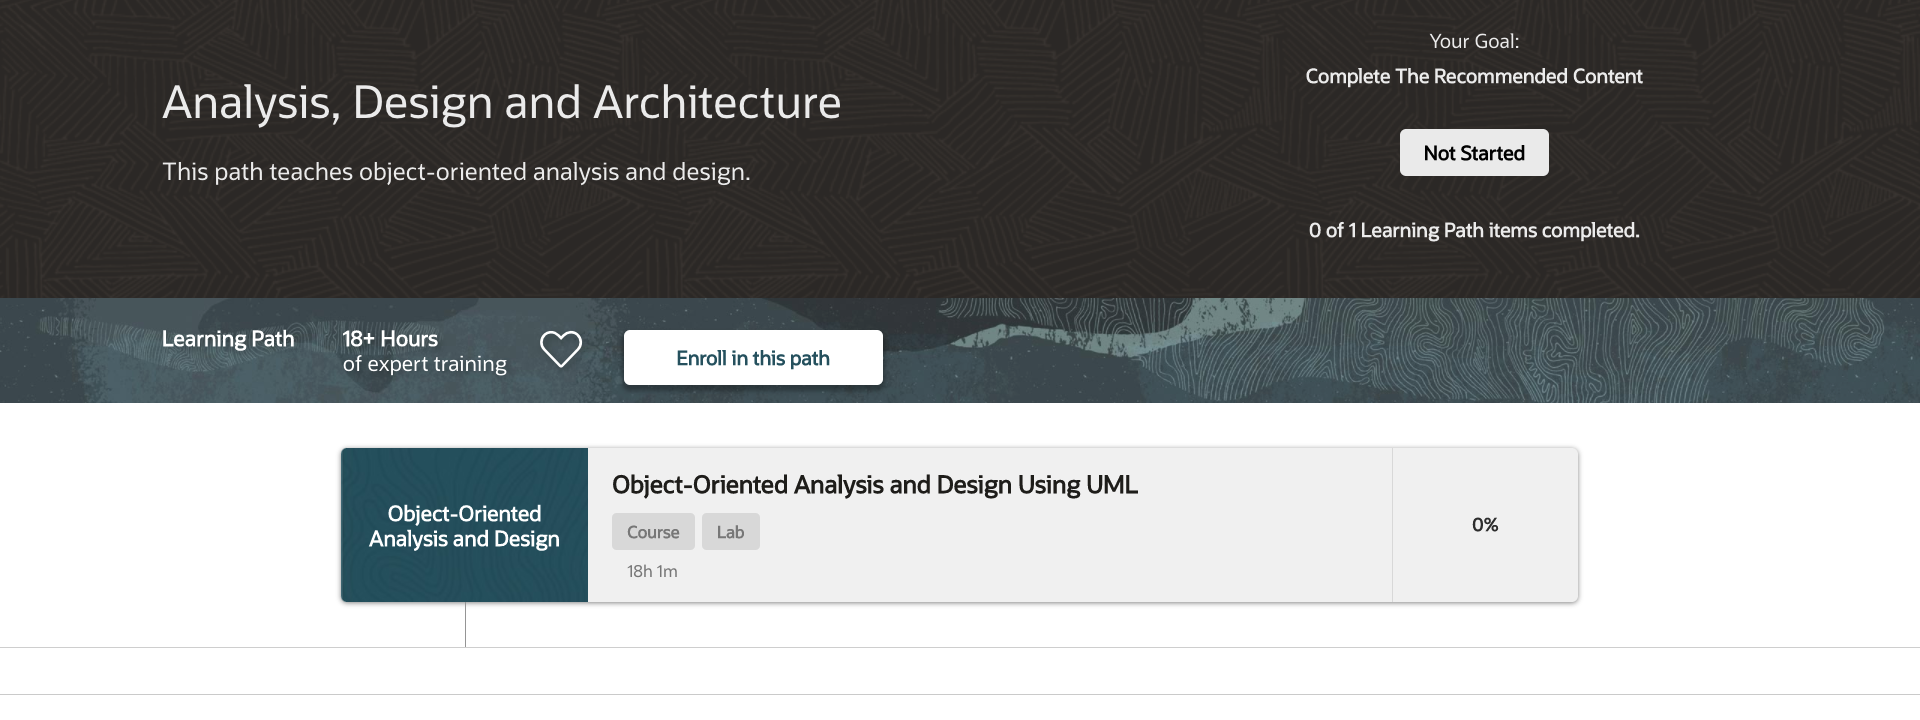 Analysis, Design and Architecture
This path teaches object-oriented analysis and design.
Your Goal:
Complete The Recommended Content
Not Started
0 of 1 Learning Path items completed.
Learning Path
18+ Hours
of expert training
Enroll in this path
Object-Oriented
Analysis and Design
Object-Oriented Analysis and Design Using UML
Course
Lab
18h 1m
0%